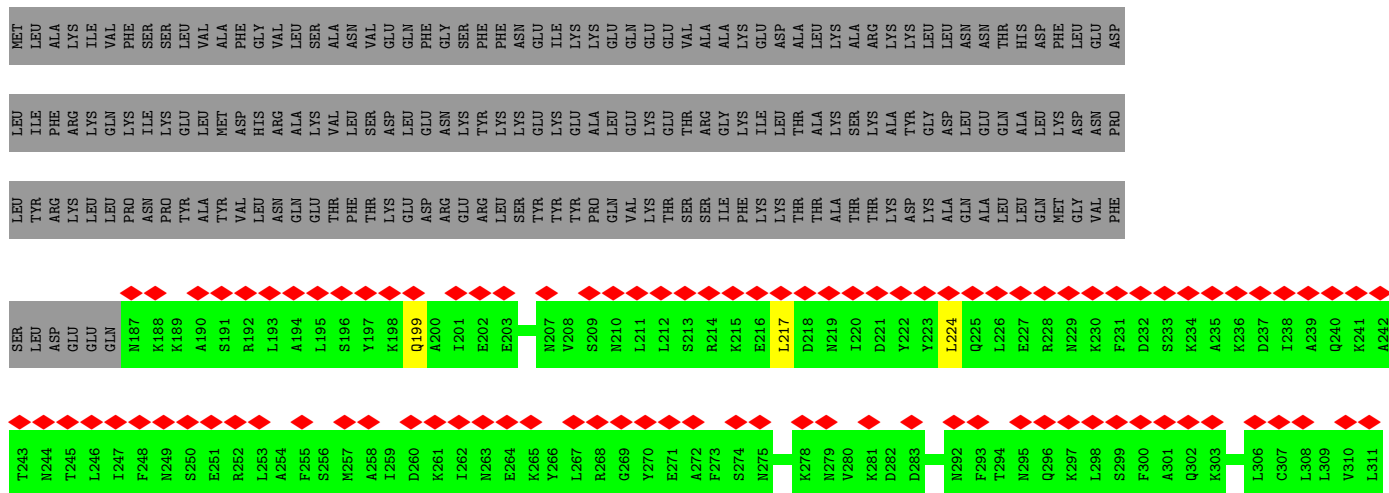 MET LEU ALA LYS ILE VAL PHE SER SER LEU VAL ALA PHE GLY VAL LEU SER ALA ASN VAL GLU GLN PHE GLY SER PHE PHE ASN GLU ILE LYS LYS GLU GLN GLU GLU VAL ALA ALA LYS GLU ASP ALA LEU LYS ALA ARG LYS LYS LEU LEU ASN ASN THR HIS ASP PHE LEU GLU ASP
LEU ILE PHE ARG LYS GLN LYS ILE LYS GLU LEU MET ASP HIS ARG ALA LYS VAL LEU SER ASP LEU GLU ASN LYS TYR LYS LYS GLU LYS GLU ALA LEU GLU LYS GLU THR ARG GLY LYS ILE LEU THR ALA LYS SER LYS ALA TYR GLY ASP LEU GLU GLN ALA LEU LYS ASP ASN PRO
LEU TYR ARG LYS LEU LEU PRO ASN PRO TYR ALA TYR VAL LEU ASN GLN GLU THR PHE THR LYS GLU ASP ARG GLU ARG LEU SER TYR TYR TYR PRO GLN VAL LYS THR SER SER ILE PHE LYS LYS THR THR ALA THR THR LYS ASP LYS ALA GLN ALA LEU LEU GLN MET GLY VAL PHE
SER LEU ASP GLU GLU GLN N187 K188 K189 A190 S191 R192 L193 A194 L195 S196 Y197 K198 Q199 A200 I201 E202 E203 N207 V208 S209 N210 L211 L212 S213 R214 K215 E216 L217 D218 N219 I220 D221 Y222 Y223 L224 Q225 L226 E227 R228 N229 K230 F231 D232 S233 K234 A235 K236 D237 I238 A239 Q240 K241 A242
T243 N244 T245 L246 I247 F248 N249 S250 E251 R252 L253 A254 F255 S256 M257 A258 I259 D260 K261 I262 N263 E264 K265 Y266 L267 R268 G269 Y270 E271 A272 F273 S274 N275 K278 N279 V280 K281 D282 D283 N292 F293 T294 N295 Q296 K297 L298 S299 F300 A301 Q302 K303 L306 C307 L308 L309 V310 L311